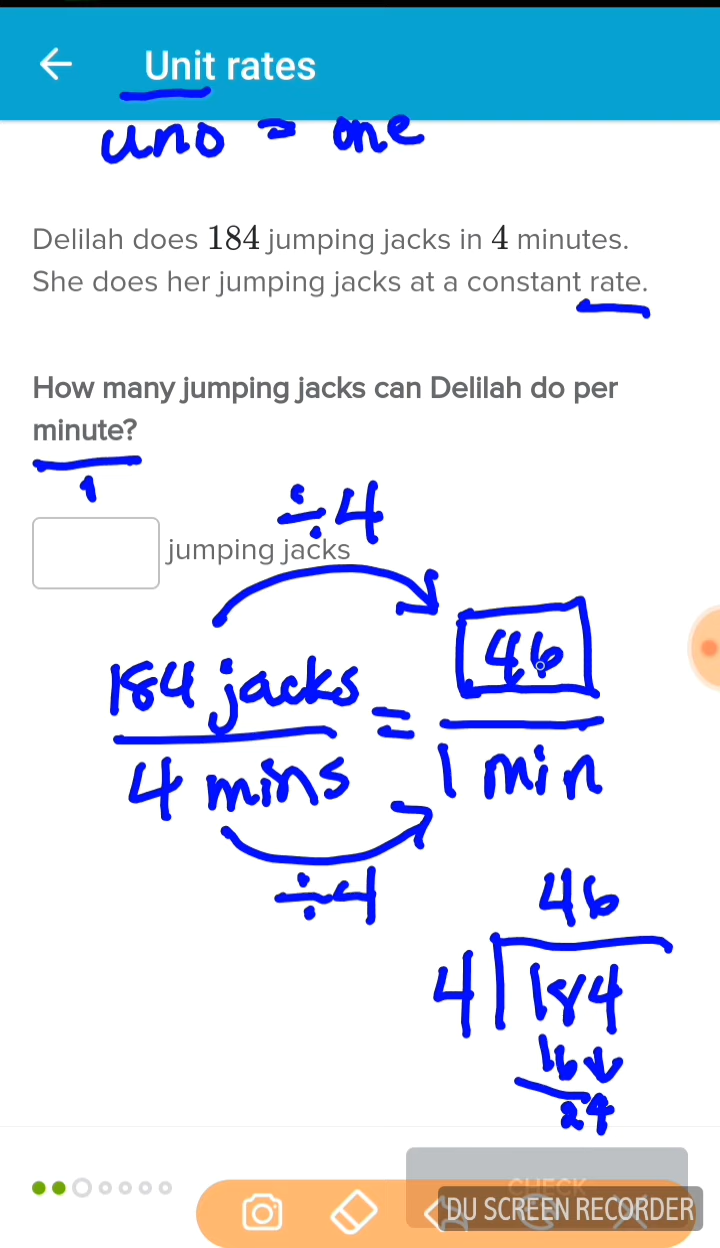 Unit rates
uno = one
Delilah does 184 jumping jacks in 4 minutes.
She does her jumping jacks at a constant rate.
How many jumping jacks can Delilah do per
minute?
1
÷4
jumping jacks
184 jacks = 46
4 mins 1 min
÷4
46
4 184
16
24
CHECK
DU SCREEN RECORDER